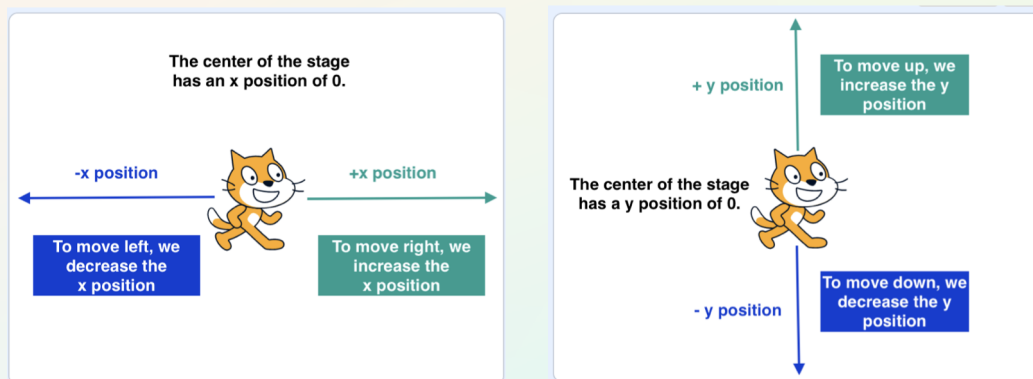 The center of the stage
has an x position of 0.
-x position
+x position
To move left, we
decrease the
x position
To move right, we
increase the
x position
+ y position
To move up, we
increase the y
position
The center of the stage
has a y position of 0.
- y position
To move down, we
decrease the y
position